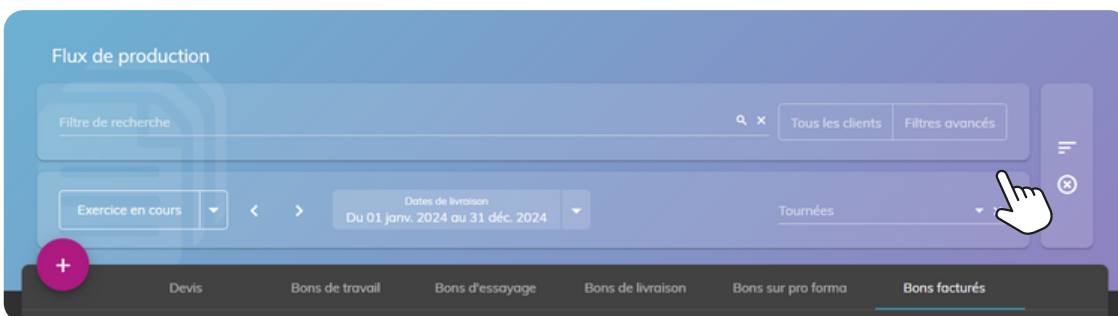 Flux de production
Filtre de recherche
Tous les clients
Filtres avancés
Exercice en cours
Dates de livraison
Du 01 janv. 2024 au 31 déc. 2024
Tournées
Devis
Bons de travail
Bons d'essayage
Bons de livraison
Bons sur pro forma
Bons facturés